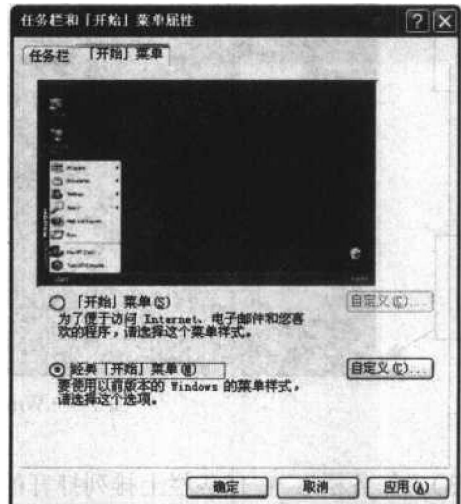 任务栏和「开始」菜单属性
任务栏 「开始」菜单
「开始」菜单(S)
自定义(C)...
为了便于访问 Internet、电子邮件和您喜
欢的程序，请选择这个菜单样式。
经典「开始」菜单(M)
自定义(C)...
要使用以前版本的 Windows 的菜单样式，
请选择这个选项。
确定 取消 应用(A)